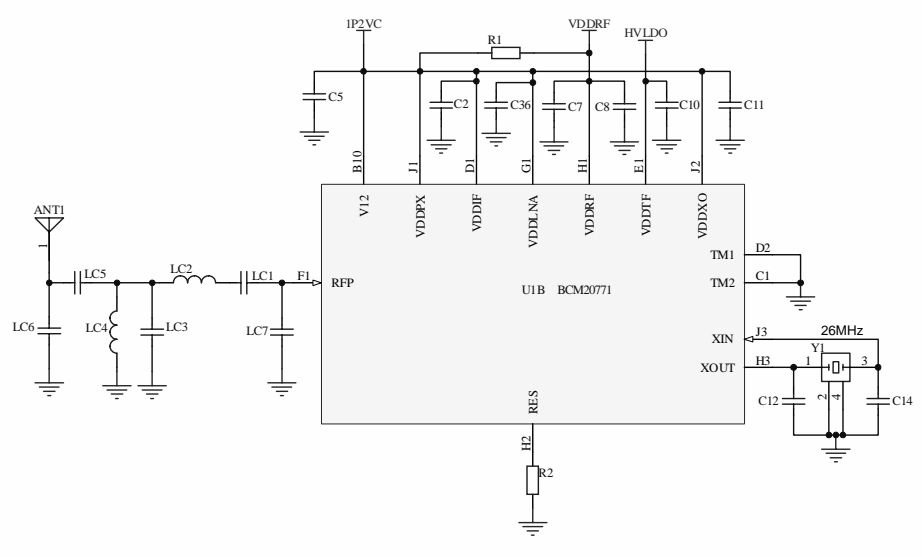 1P2VC
VDDRF
HVLDO
R1
C5
C2
C36
C7
C8
C10
C11
B10
J1
D1
G1
H1
E1
J2
V12
VDDPX
VDDIF
VDDLNA
VDDRF
VDDTF
VDDXO
ANT1
1
LC5
LC2
LC1
F1
RFP
LC6
LC4
LC3
LC7
U1B BCM20771
TM1
D2
TM2
C1
XIN
J3
26MHz
XOUT
H3
1
Y1
3
2
4
C12
C14
RES
H2
R2